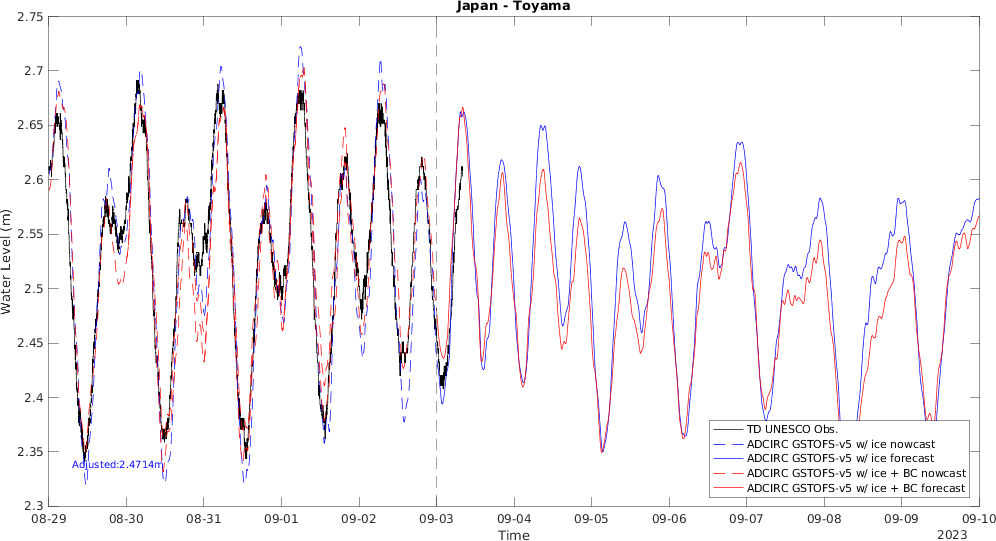 Japan - Toyama
2.75
2.7
2.65
2.6
2.55
2.5
2.45
2.4
2.35
2.3
Water Level (m)
Adjusted:2.4714m
TD UNESCO Obs.
ADCIRC GSTOFS-v5 w/ ice nowcast
ADCIRC GSTOFS-v5 w/ ice forecast
ADCIRC GSTOFS-v5 w/ ice + BC nowcast
ADCIRC GSTOFS-v5 w/ ice + BC forecast
08-29 08-30 08-31 09-01 09-02 09-03 09-04 09-05 09-06 09-07 09-08 09-09 09-10
Time
2023